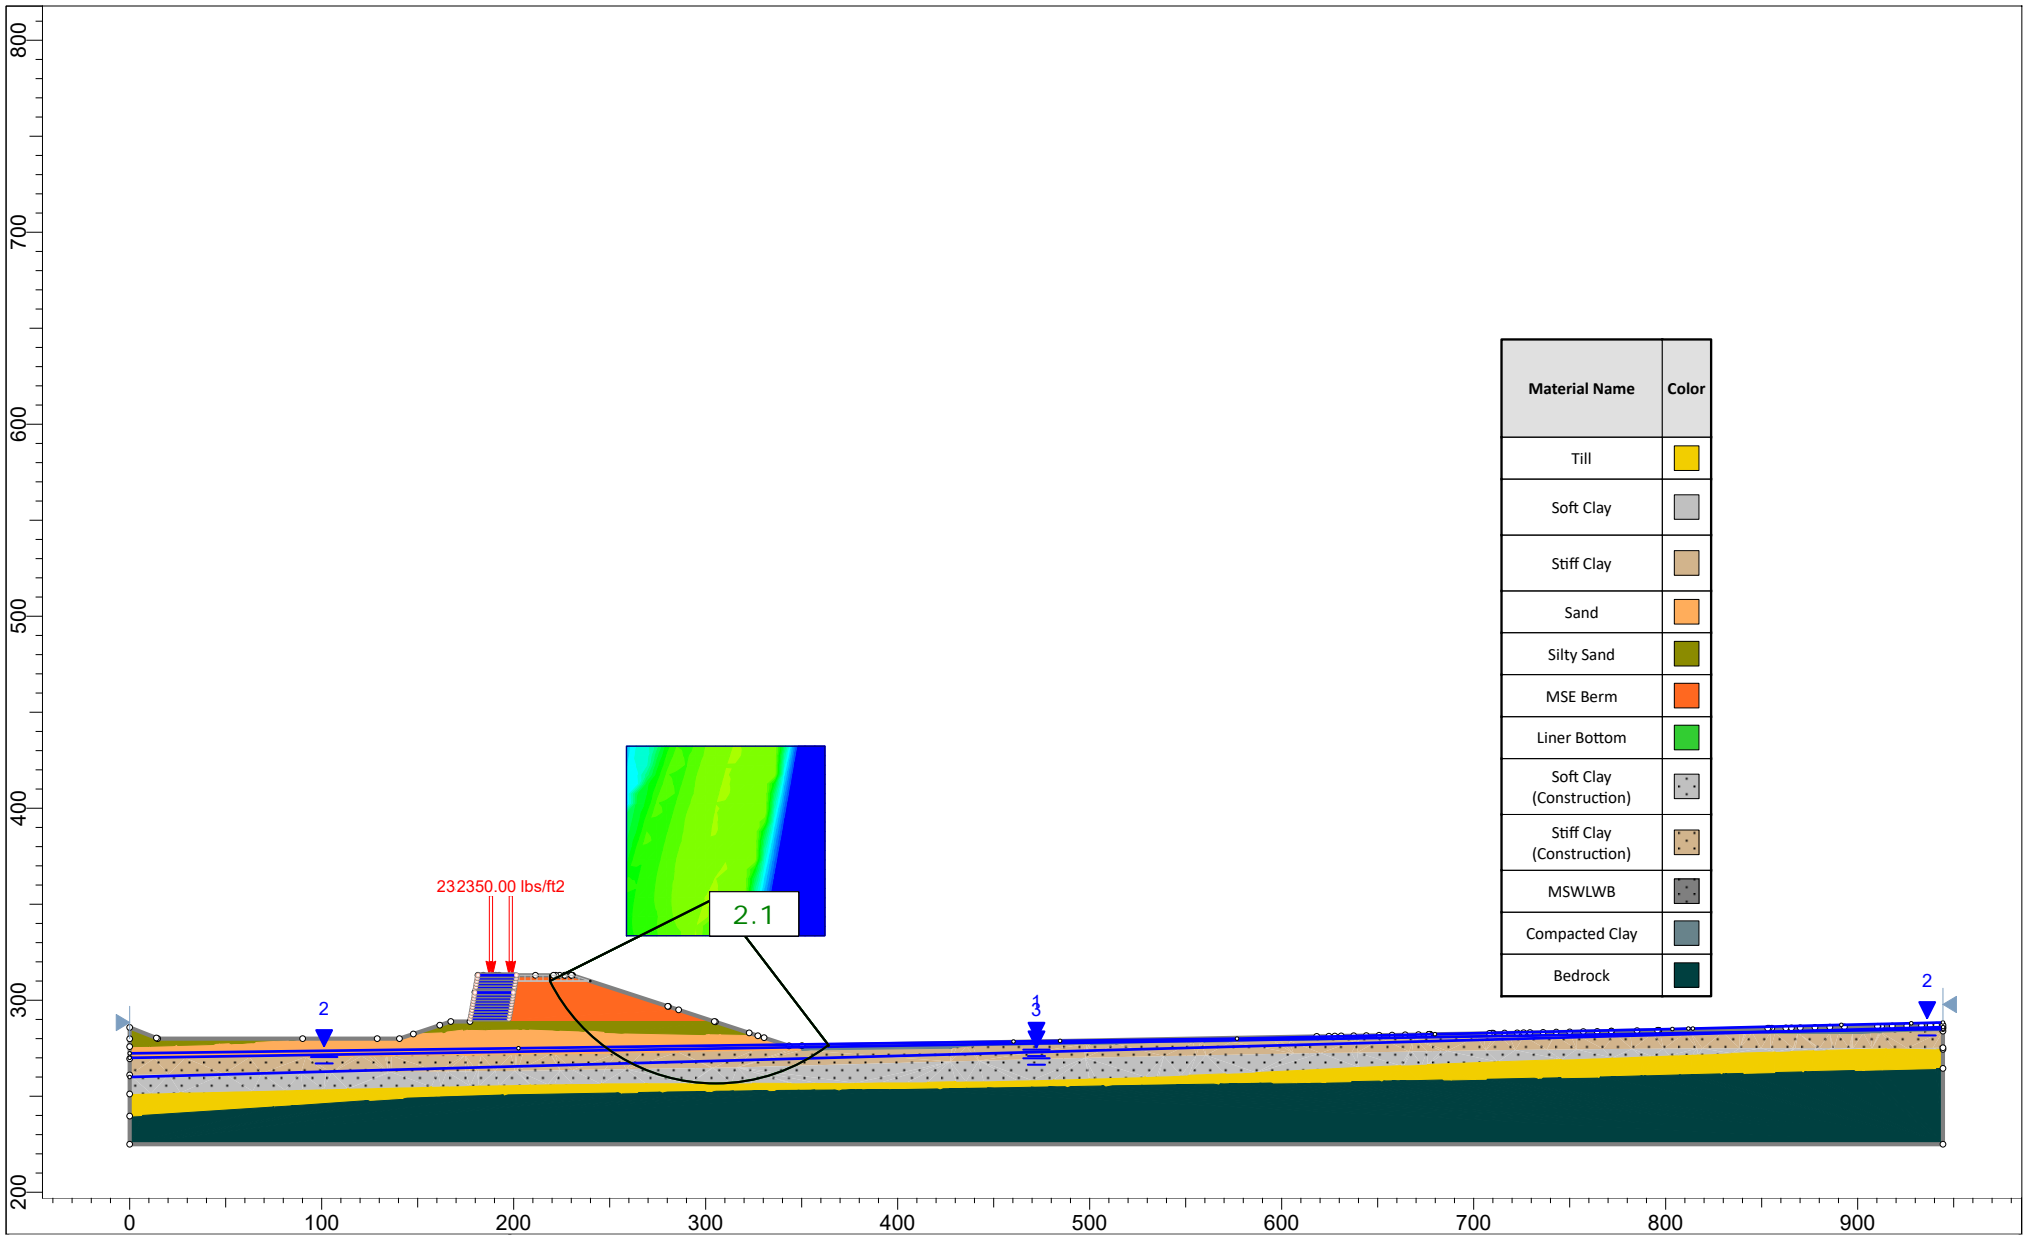 800
700
600
500
400
300
200
Material Name Color
Till
Soft Clay
Stiff Clay
Sand
Silty Sand
MSE Berm
Liner Bottom
Soft Clay
(Construction)
Stiff Clay
(Construction)
MSWLWB
Compacted Clay
Bedrock
232350.00 lbs/ft2
2.1
2
1
3
2
0 100 200 300 400 500 600 700 800 900